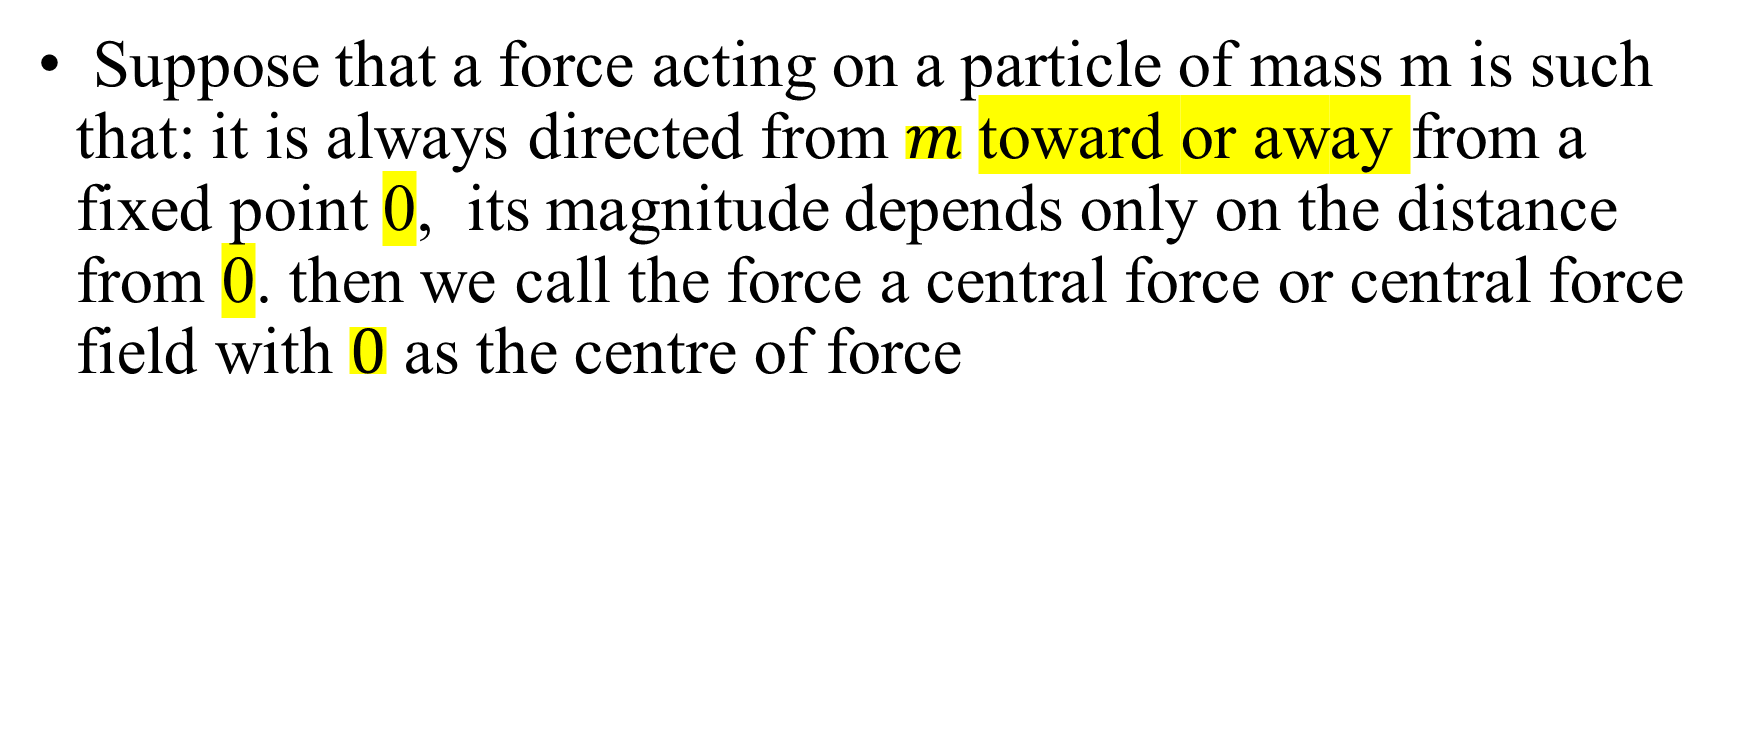 • Suppose that a force acting on a particle of mass m is such
that: it is always directed from m toward or away from a
fixed point 0, its magnitude depends only on the distance
from 0. then we call the force a central force or central force
field with 0 as the centre of force